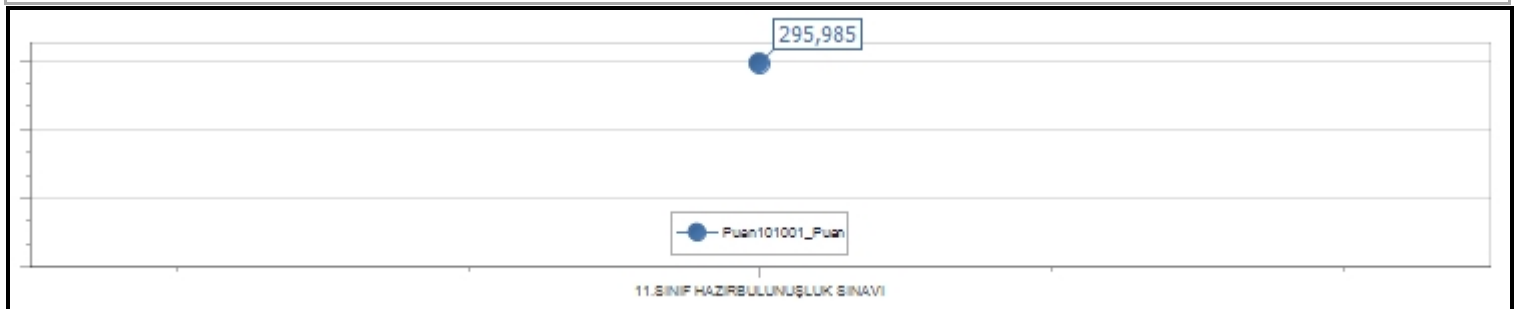 295,985
Puan101001_Puan
11.SINIF HAZIRBULUNUŞLUK SINAVI